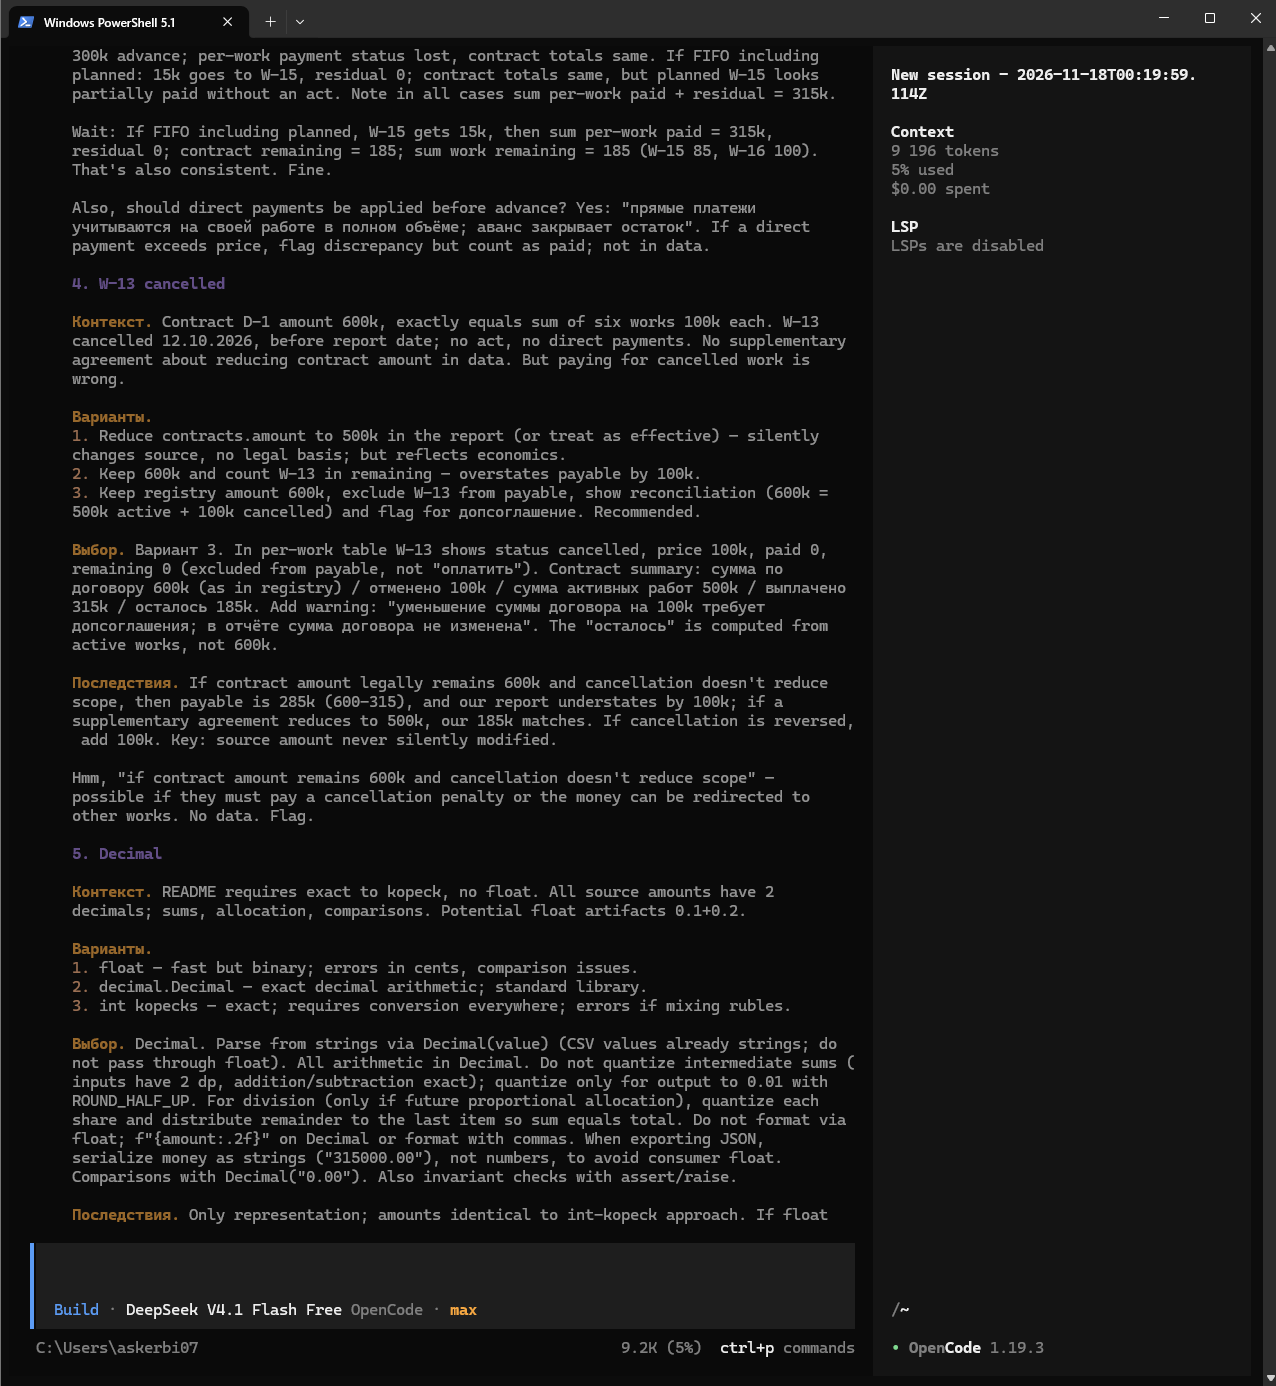 Windows PowerShell 5.1
300k advance; per-work payment status lost, contract totals same. If FIFO including
planned: 15k goes to W-15, residual 0; contract totals same, but planned W-15 looks
partially paid without an act. Note in all cases sum per-work paid + residual = 315k.
Wait: If FIFO including planned, W-15 gets 15k, then sum per-work paid = 315k,
residual 0; contract remaining = 185; sum work remaining = 185 (W-15 85, W-16 100).
That's also consistent. Fine.
Also, should direct payments be applied before advance? Yes: "прямые платежи
учитываются на своей работе в полном объёме; аванс закрывает остаток". If a direct
payment exceeds price, flag discrepancy but count as paid; not in data.
4. W-13 cancelled
Контекст. Contract D-1 amount 600k, exactly equals sum of six works 100k each. W-13
cancelled 12.10.2026, before report date; no act, no direct payments. No supplementary
agreement about reducing contract amount in data. But paying for cancelled work is
wrong.
Варианты.
1. Reduce contracts.amount to 500k in the report (or treat as effective) — silently
changes source, no legal basis; but reflects economics.
2. Keep 600k and count W-13 in remaining — overstates payable by 100k.
3. Keep registry amount 600k, exclude W-13 from payable, show reconciliation (600k =
500k active + 100k cancelled) and flag for допсоглашение. Recommended.
Выбор. Вариант 3. In per-work table W-13 shows status cancelled, price 100k, paid 0,
remaining 0 (excluded from payable, not "оплатить"). Contract summary: сумма по
договору 600k (as in registry) / отменено 100k / сумма активных работ 500k / выплачено
315k / осталось 185k. Add warning: "уменьшение суммы договора на 100k требует
допсоглашения; в отчёте сумма договора не изменена". The "осталось" is computed from
active works, not 600k.
Последствия. If contract amount legally remains 600k and cancellation doesn't reduce
scope, then payable is 285k (600-315), and our report understates by 100k; if a
supplementary agreement reduces to 500k, our 185k matches. If cancellation is reversed,
add 100k. Key: source amount never silently modified.
Hmm, "if contract amount remains 600k and cancellation doesn't reduce scope" —
possible if they must pay a cancellation penalty or the money can be redirected to
other works. No data. Flag.
5. Decimal
Контекст. README requires exact to kopeck, no float. All source amounts have 2
decimals; sums, allocation, comparisons. Potential float artifacts 0.1+0.2.
Варианты.
1. float — fast but binary; errors in cents, comparison issues.
2. decimal.Decimal — exact decimal arithmetic; standard library.
3. int kopecks — exact; requires conversion everywhere; errors if mixing rubles.
Выбор. Decimal. Parse from strings via Decimal(value) (CSV values already strings; do
not pass through float). All arithmetic in Decimal. Do not quantize intermediate sums (
inputs have 2 dp, addition/subtraction exact); quantize only for output to 0.01 with
ROUND_HALF_UP. For division (only if future proportional allocation), quantize each
share and distribute remainder to the last item so sum equals total. Do not format via
float; f"{amount:.2f}" on Decimal or format with commas. When exporting JSON,
serialize money as strings ("315000.00"), not numbers, to avoid consumer float.
Comparisons with Decimal("0.00"). Also invariant checks with assert/raise.
Последствия. Only representation; amounts identical to int-kopeck approach. If float
Build · DeepSeek V4.1 Flash Free OpenCode · max
C:\Users\askerbi07 9.2K (5%) ctrl+p commands
New session - 2026-11-18T00:19:59.
114Z
Context
9 196 tokens
5% used
$0.00 spent
LSP
LSPs are disabled
/~
• OpenCode 1.19.3